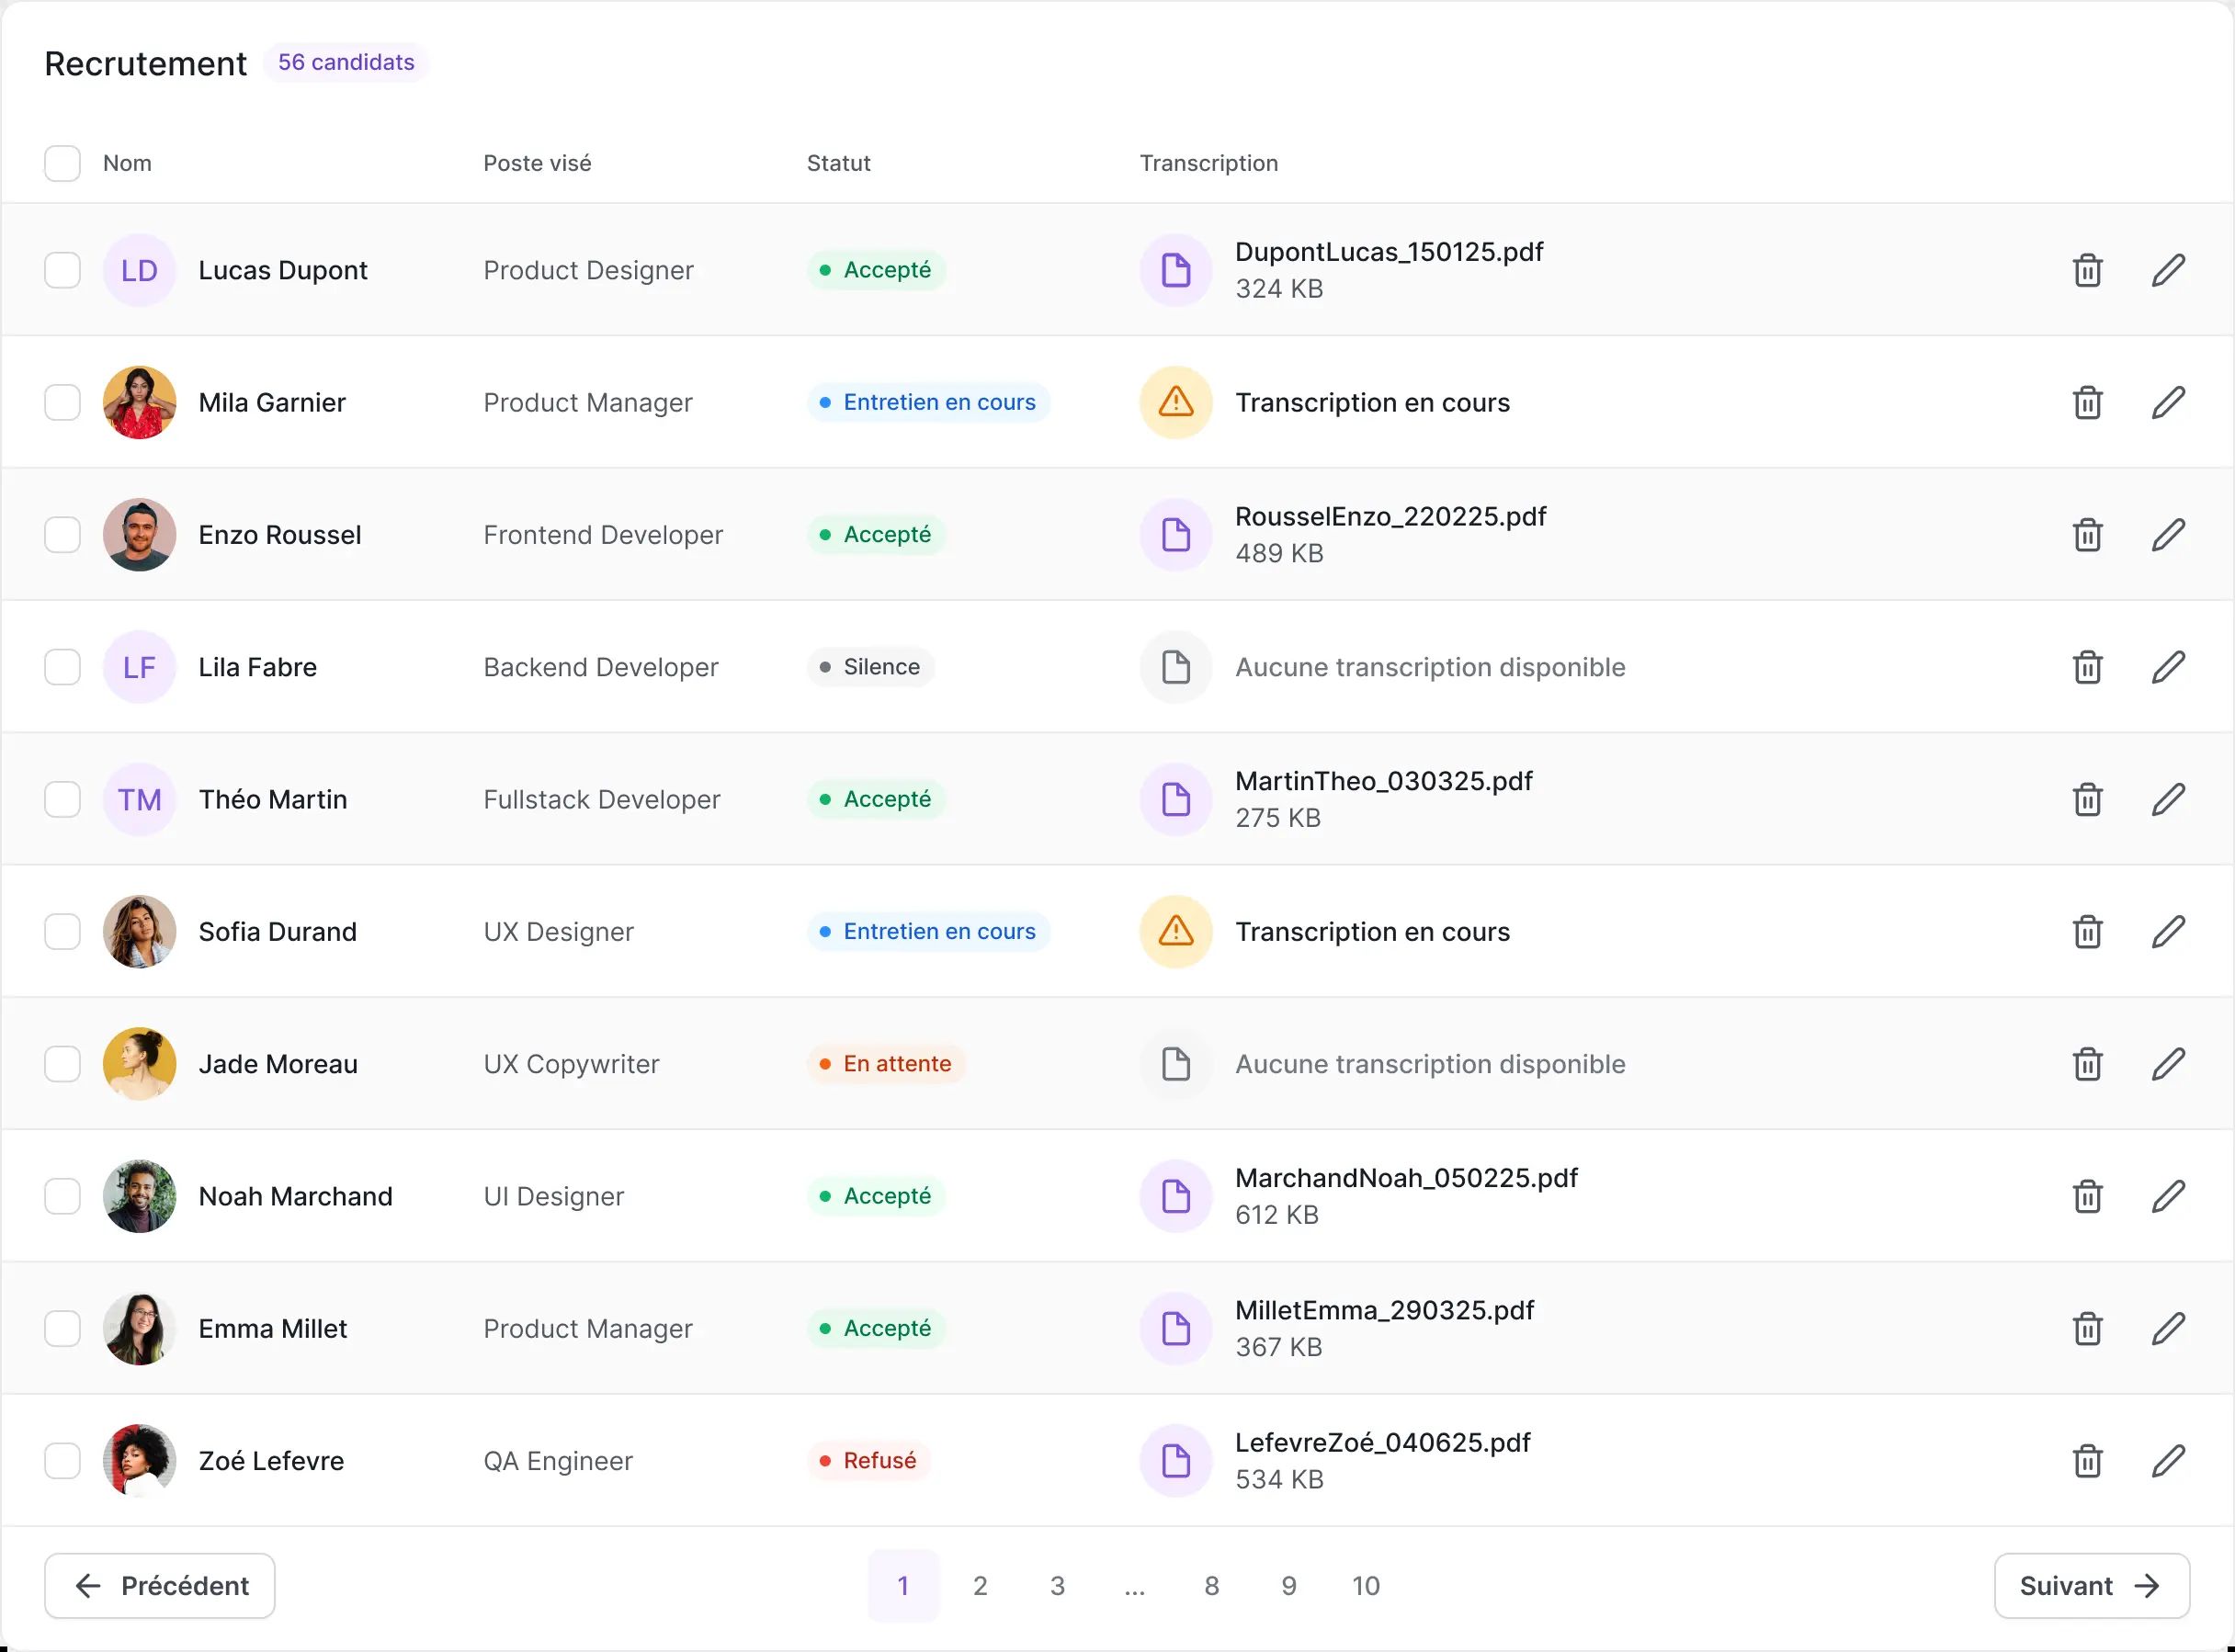 Recrutement 56 candidats
Nom Poste visé Statut Transcription
LD Lucas Dupont Product Designer Accepté DupontLucas_150125.pdf
324 KB
Mila Garnier Product Manager Entretien en cours Transcription en cours
Enzo Roussel Frontend Developer Accepté RousselEnzo_220225.pdf
489 KB
LF Lila Fabre Backend Developer Silence Aucune transcription disponible
TM Théo Martin Fullstack Developer Accepté MartinTheo_030325.pdf
275 KB
Sofia Durand UX Designer Entretien en cours Transcription en cours
Jade Moreau UX Copywriter En attente Aucune transcription disponible
Noah Marchand UI Designer Accepté MarchandNoah_050225.pdf
612 KB
Emma Millet Product Manager Accepté MilletEmma_290325.pdf
367 KB
Zoé Lefevre QA Engineer Refusé LefevreZoé_040625.pdf
534 KB
Précédent 1 2 3 ... 8 9 10 Suivant